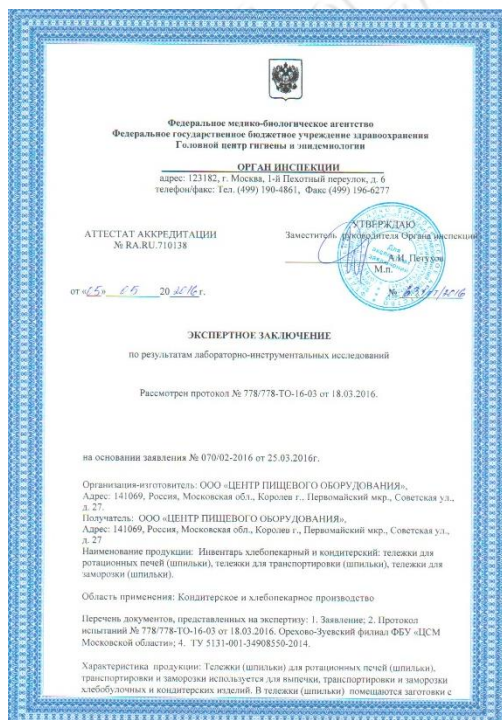 Федеральное медико-биологическое агентство
Федеральное государственное бюджетное учреждение здравоохранения
Головной центр гигиены и эпидемиологии
ОРГАН ИНСПЕКЦИИ
адрес: 123182, г. Москва, 1-й Пехотный переулок, д. 6
телефон/факс: Тел. (499) 190-4861, Факс (499) 196-6277
АТТЕСТАТ АККРЕДИТАЦИИ
№ RA.RU.710138
УТВЕРЖДАЮ
Заместитель руководителя Органа инспекции
А.И. Петухов
М.п.
от «05» 05 2016 г.
ЭКСПЕРТНОЕ ЗАКЛЮЧЕНИЕ
по результатам лабораторно-инструментальных исследований
Рассмотрен протокол № 778/778-ТО-16-03 от 18.03.2016.
на основании заявления № 070/02-2016 от 25.03.2016г.
Организация-изготовитель: ООО «ЦЕНТР ПИЩЕВОГО ОБОРУДОВАНИЯ»,
Адрес: 141069, Россия, Московская обл., Королев г., Первомайский мкр., Советская ул.,
д. 27.
Получатель: ООО «ЦЕНТР ПИЩЕВОГО ОБОРУДОВАНИЯ»,
Адрес: 141069, Россия, Московская обл., Королев г., Первомайский мкр., Советская ул.,
д. 27
Наименование продукции: Инвентарь хлебопекарный и кондитерский: тележки для
ротационных печей (шпильки), тележки для транспортировки (шпильки), тележки для
заморозки (шпильки).
Область применения: Кондитерское и хлебопекарное производство
Перечень документов, представленных на экспертизу: 1. Заявление; 2. Протокол
испытаний № 778/778-ТО-16-03 от 18.03.2016. Орехово-Зуевский филиал ФБУ «ЦСМ
Московской области»; 4. ТУ 5131-001-34908550-2014.
Характеристика продукции: Тележки (шпильки) для ротационных печей (шпильки),
транспортировки и заморозки используется для выпечки, транспортировки и заморозки
хлебобулочных и кондитерских изделий. В тележки (шпильки) помещаются заготовки с